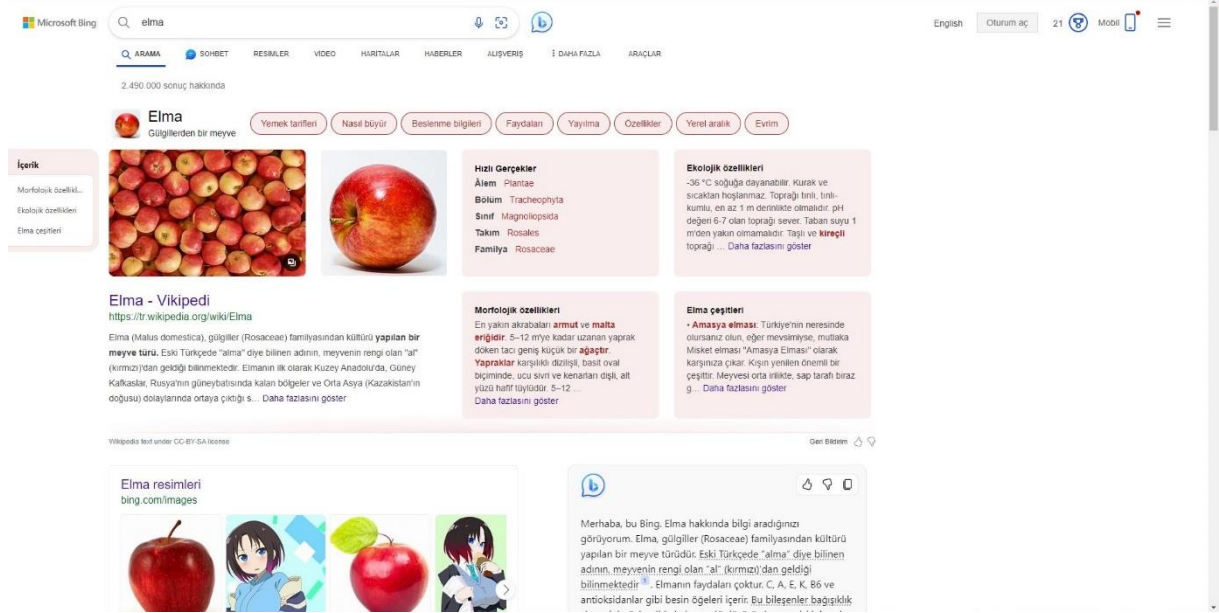 Microsoft Bing
elma
English
Oturum aç
21
Mobil
ARAMA
SOHBET
RESİMLER
VİDEO
HARİTALAR
HABERLER
ALIŞVERİŞ
DAHA FAZLA
ARAÇLAR
2.490.000 sonuç hakkında
Elma
Gülgillerden bir meyve
Yemek tarifleri
Nasıl büyür
Beslenme bilgileri
Faydaları
Yayılma
Özellikler
Yerel aralık
Evrim
İçerik
Morfolojik özellikl...
Ekolojik özellikleri
Elma çeşitleri
Hızlı Gerçekler
Âlem Plantae
Bölüm Tracheophyta
Sınıf Magnoliopsida
Takım Rosales
Familya Rosaceae
Ekolojik özellikleri
-36 °C soğuğa dayanabilir. Kurak ve
sıcaktan hoşlanmaz. Toprağı tınlı, tınlı-
kumlu, en az 1 m derinlikte olmalıdır. pH
değeri 6-7 olan toprağı sever. Taban suyu 1
m'den yakın olmamalıdır. Taşlı ve kireçli
toprağı ... Daha fazlasını göster
Elma - Vikipedi
https://tr.wikipedia.org/wiki/Elma
Elma (Malus domestica), gülgiller (Rosaceae) familyasından kültürü yapılan bir
meyve türü. Eski Türkçede "alma" diye bilinen adının, meyvenin rengi olan "al"
(kırmızı)'dan geldiği bilinmektedir. Elmanın ilk olarak Kuzey Anadolu'da, Güney
Kafkaslar, Rusya'nın güneybatısında kalan bölgeler ve Orta Asya (Kazakistan'ın
doğusu) dolaylarında ortaya çıktığı s... Daha fazlasını göster
Morfolojik özellikleri
En yakın akrabaları armut ve malta
eriğidir. 5–12 m'ye kadar uzanan yaprak
döken tacı geniş küçük bir ağaçtır.
Yapraklar karşılıklı dizilişli, basit oval
biçiminde, ucu sivri ve kenarları dişli, alt
yüzü hafif tüylüdür. 5–12 ...
Daha fazlasını göster
Elma çeşitleri
• Amasya elması: Türkiye'nin neresinde
olursanız olun, eğer mevsimiyse, mutlaka
Misket elması "Amasya Elması" olarak
karşınıza çıkar. Kışın yenilen önemli bir
çeşittir. Meyvesi orta irilikte, sap tarafı biraz
g... Daha fazlasını göster
Wikipedia text under CC-BY-SA license
Geri Bildirim
Elma resimleri
bing.com/images
Merhaba, bu Bing. Elma hakkında bilgi aradığınızı
görüyorum. Elma, gülgiller (Rosaceae) familyasından kültürü
yapılan bir meyve türüdür. Eski Türkçede "alma" diye bilinen
adının, meyvenin rengi olan "al" (kırmızı)'dan geldiği
bilinmektedir 1. Elmanın faydaları çoktur. C, A, E, K, B6 ve
antioksidanlar gibi besin öğeleri içerir. Bu bileşenler bağışıklık